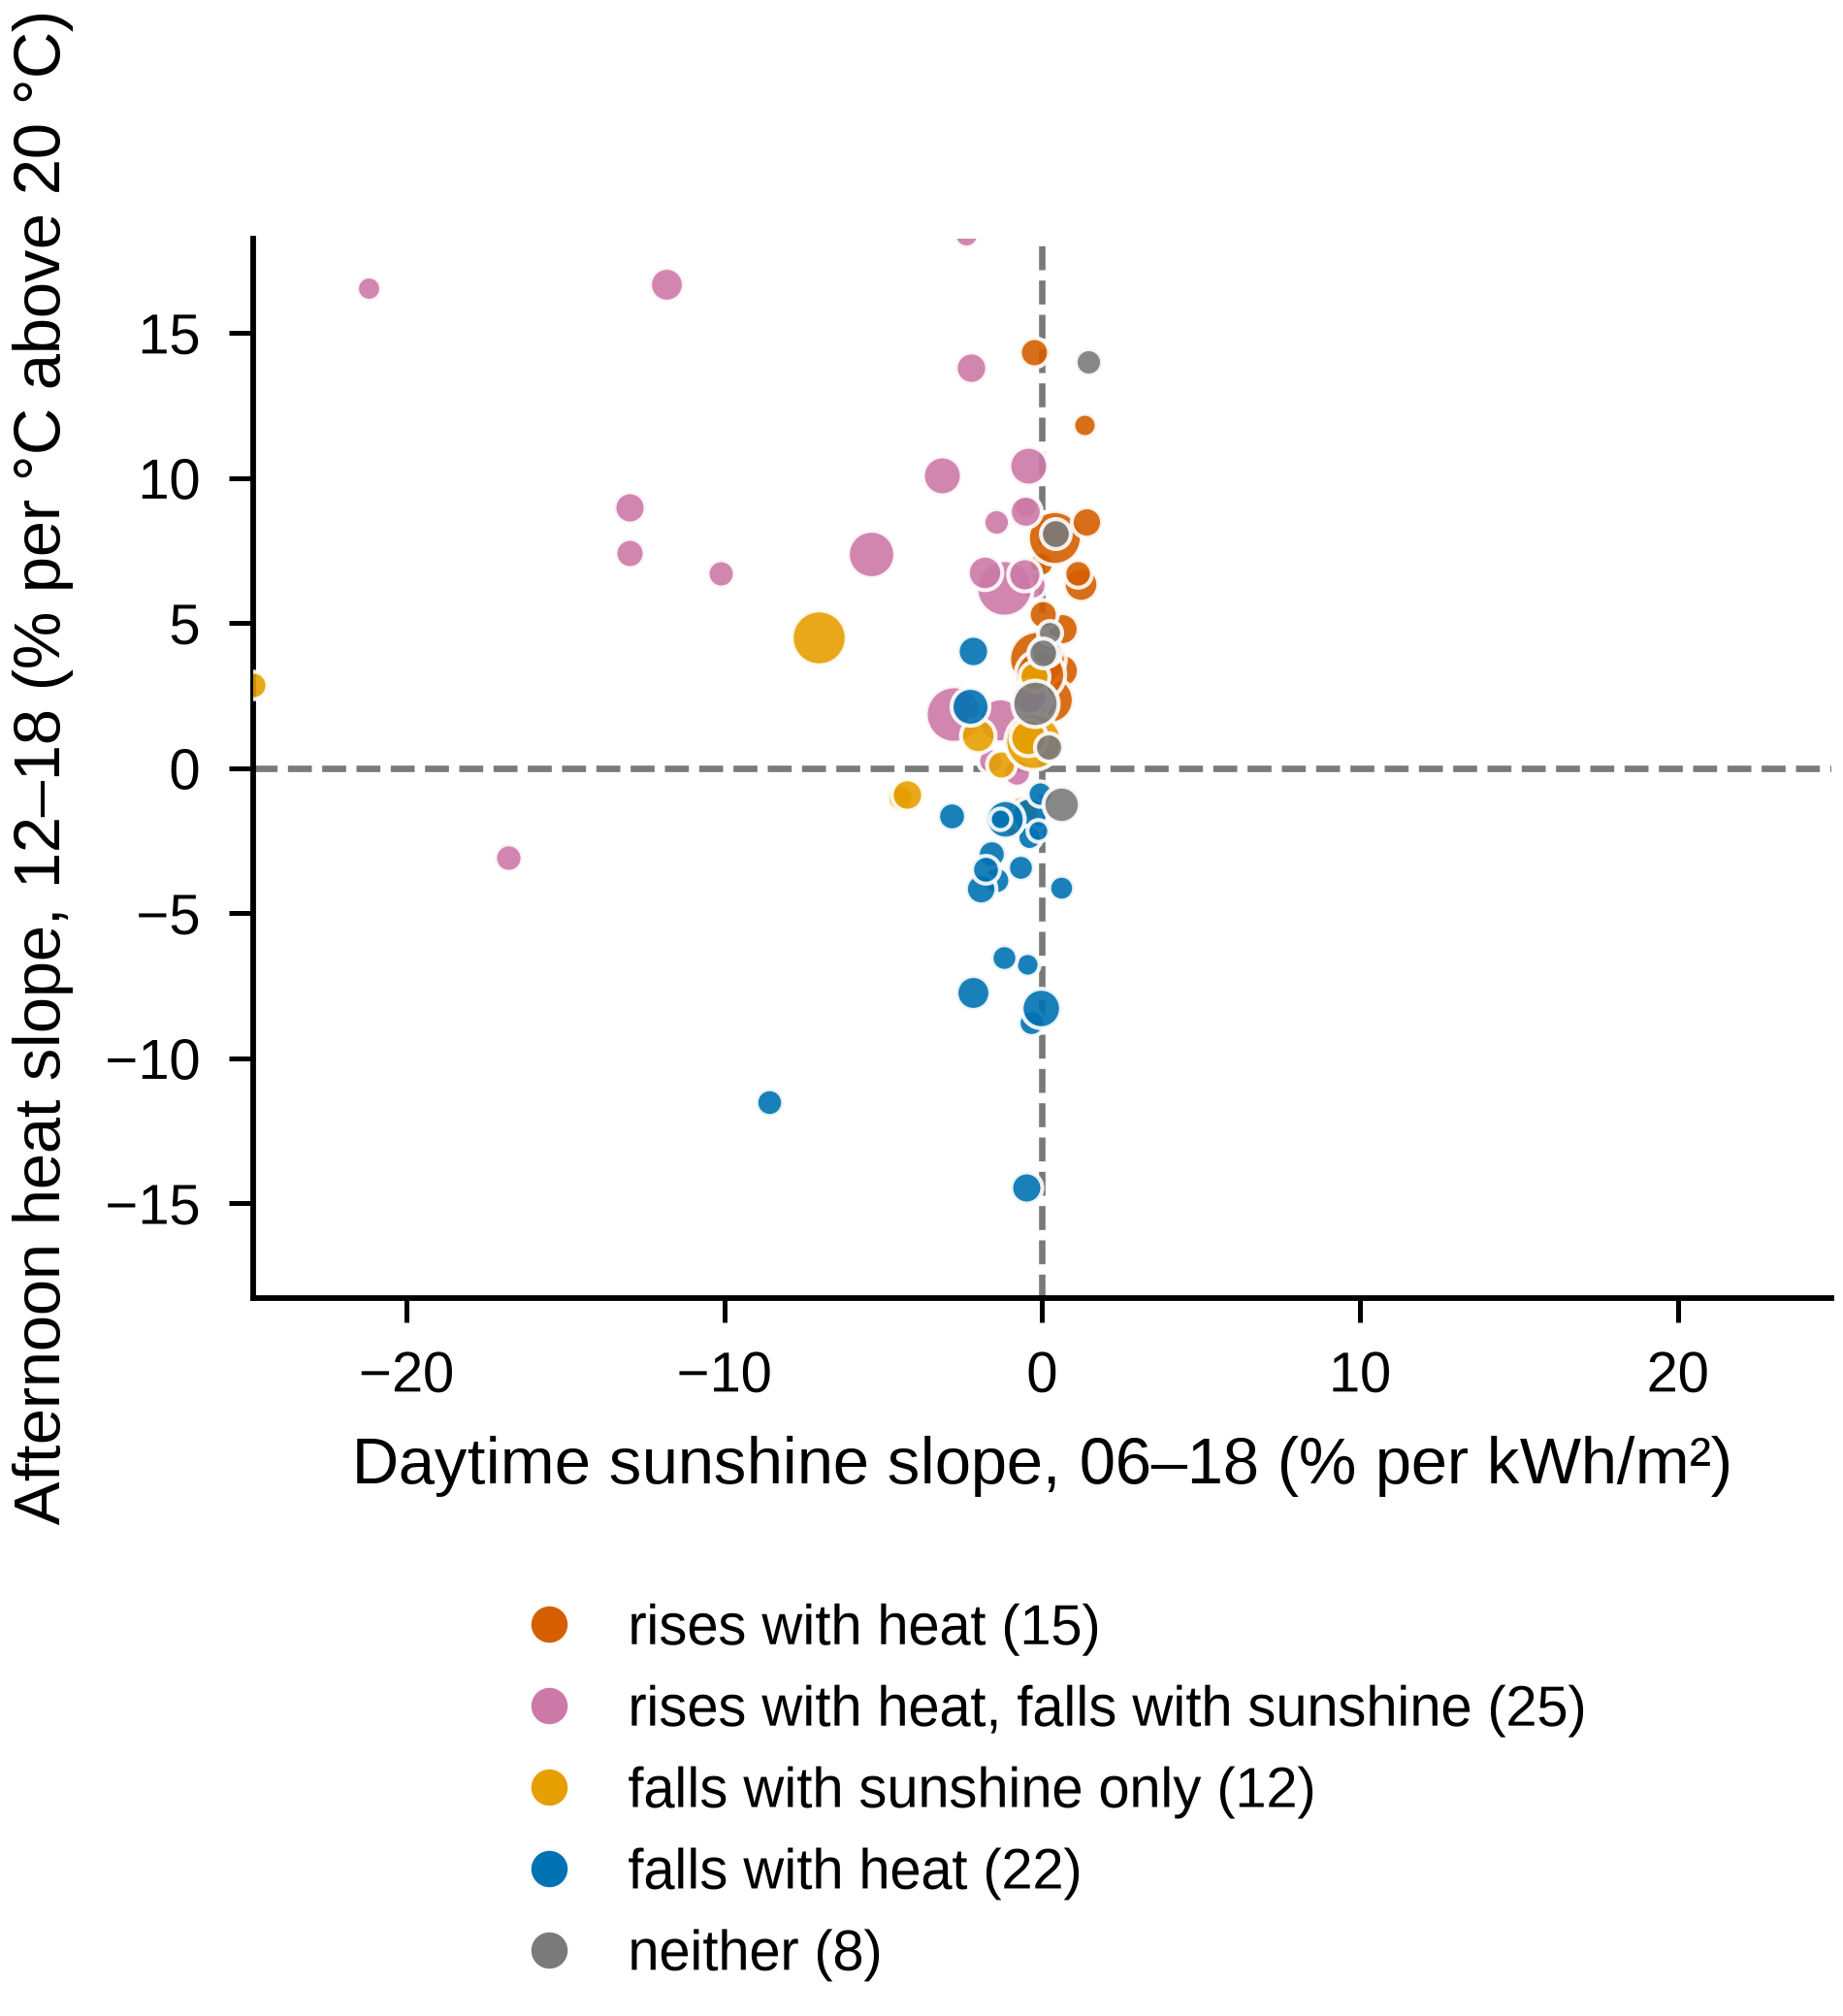 Afternoon heat slope, 12–18 (% per °C above 20 °C)
15
10
5
0
−5
−10
−15
−20
−10
0
10
20
Daytime sunshine slope, 06–18 (% per kWh/m²)
rises with heat (15)
rises with heat, falls with sunshine (25)
falls with sunshine only (12)
falls with heat (22)
neither (8)